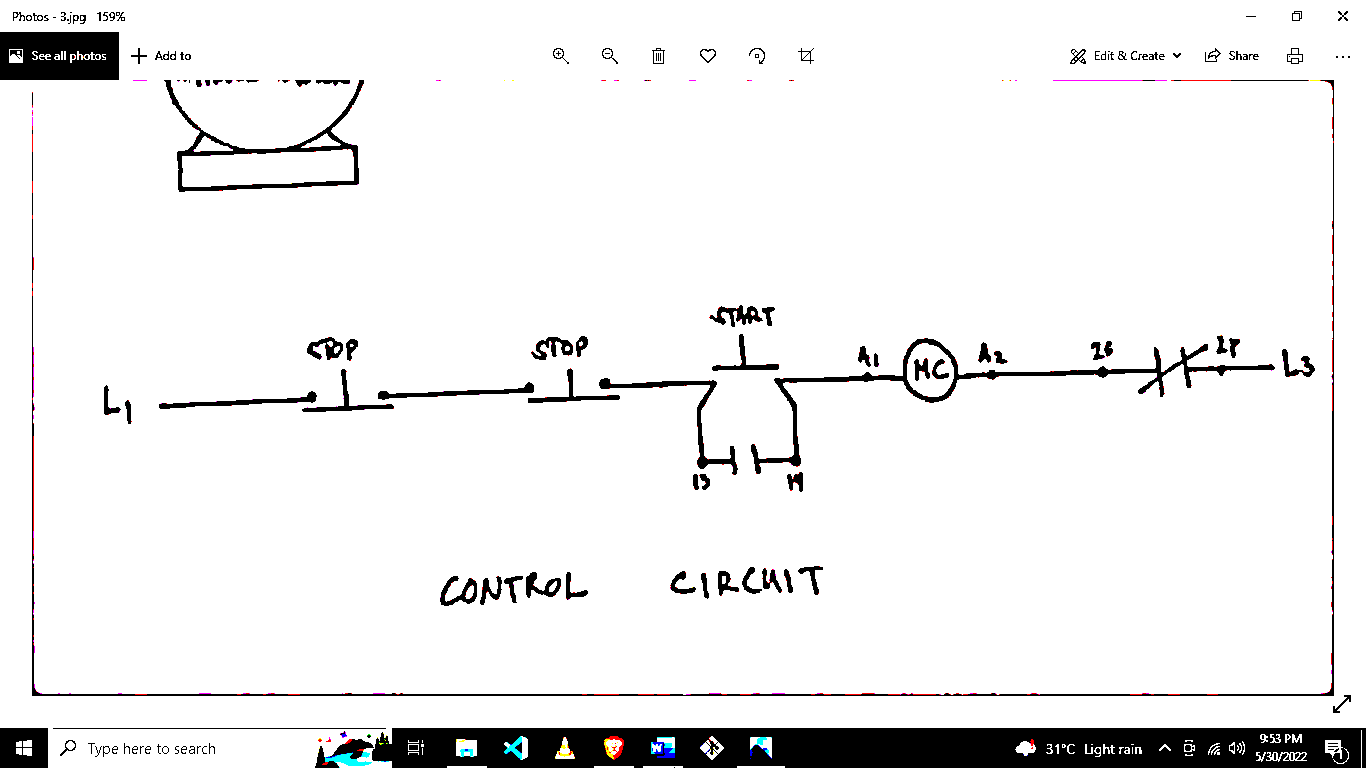 Photos - 3.jpg 159%
See all photos
Add to
Edit & Create
Share
START
STOP
STOP
A1
MC
A2
L3
L1
13
14
CONTROL CIRCUIT
Type here to search
31°C Light rain
9:53 PM
5/30/2022
1